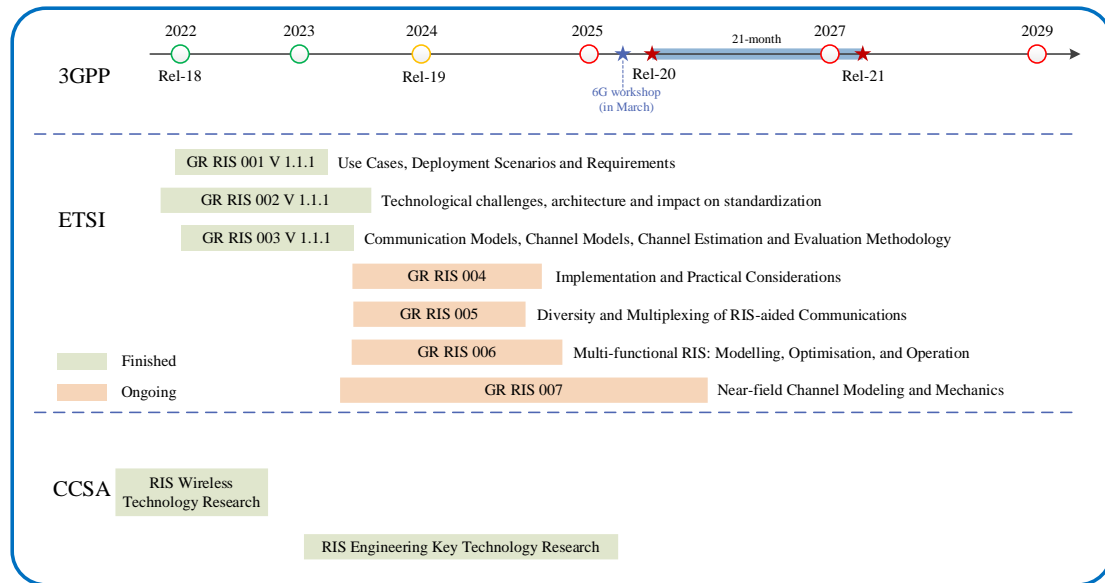 2022
2023
2024
2025
2027
2029
21-month
3GPP
Rel-18
Rel-19
Rel-20
Rel-21
6G workshop
(in March)
ETSI
GR RIS 001 V 1.1.1
Use Cases, Deployment Scenarios and Requirements
GR RIS 002 V 1.1.1
Technological challenges, architecture and impact on standardization
GR RIS 003 V 1.1.1
Communication Models, Channel Models, Channel Estimation and Evaluation Methodology
GR RIS 004
Implementation and Practical Considerations
GR RIS 005
Diversity and Multiplexing of RIS-aided Communications
GR RIS 006
Multi-functional RIS: Modelling, Optimisation, and Operation
GR RIS 007
Near-field Channel Modeling and Mechanics
Finished
Ongoing
CCSA
RIS Wireless
Technology Research
RIS Engineering Key Technology Research